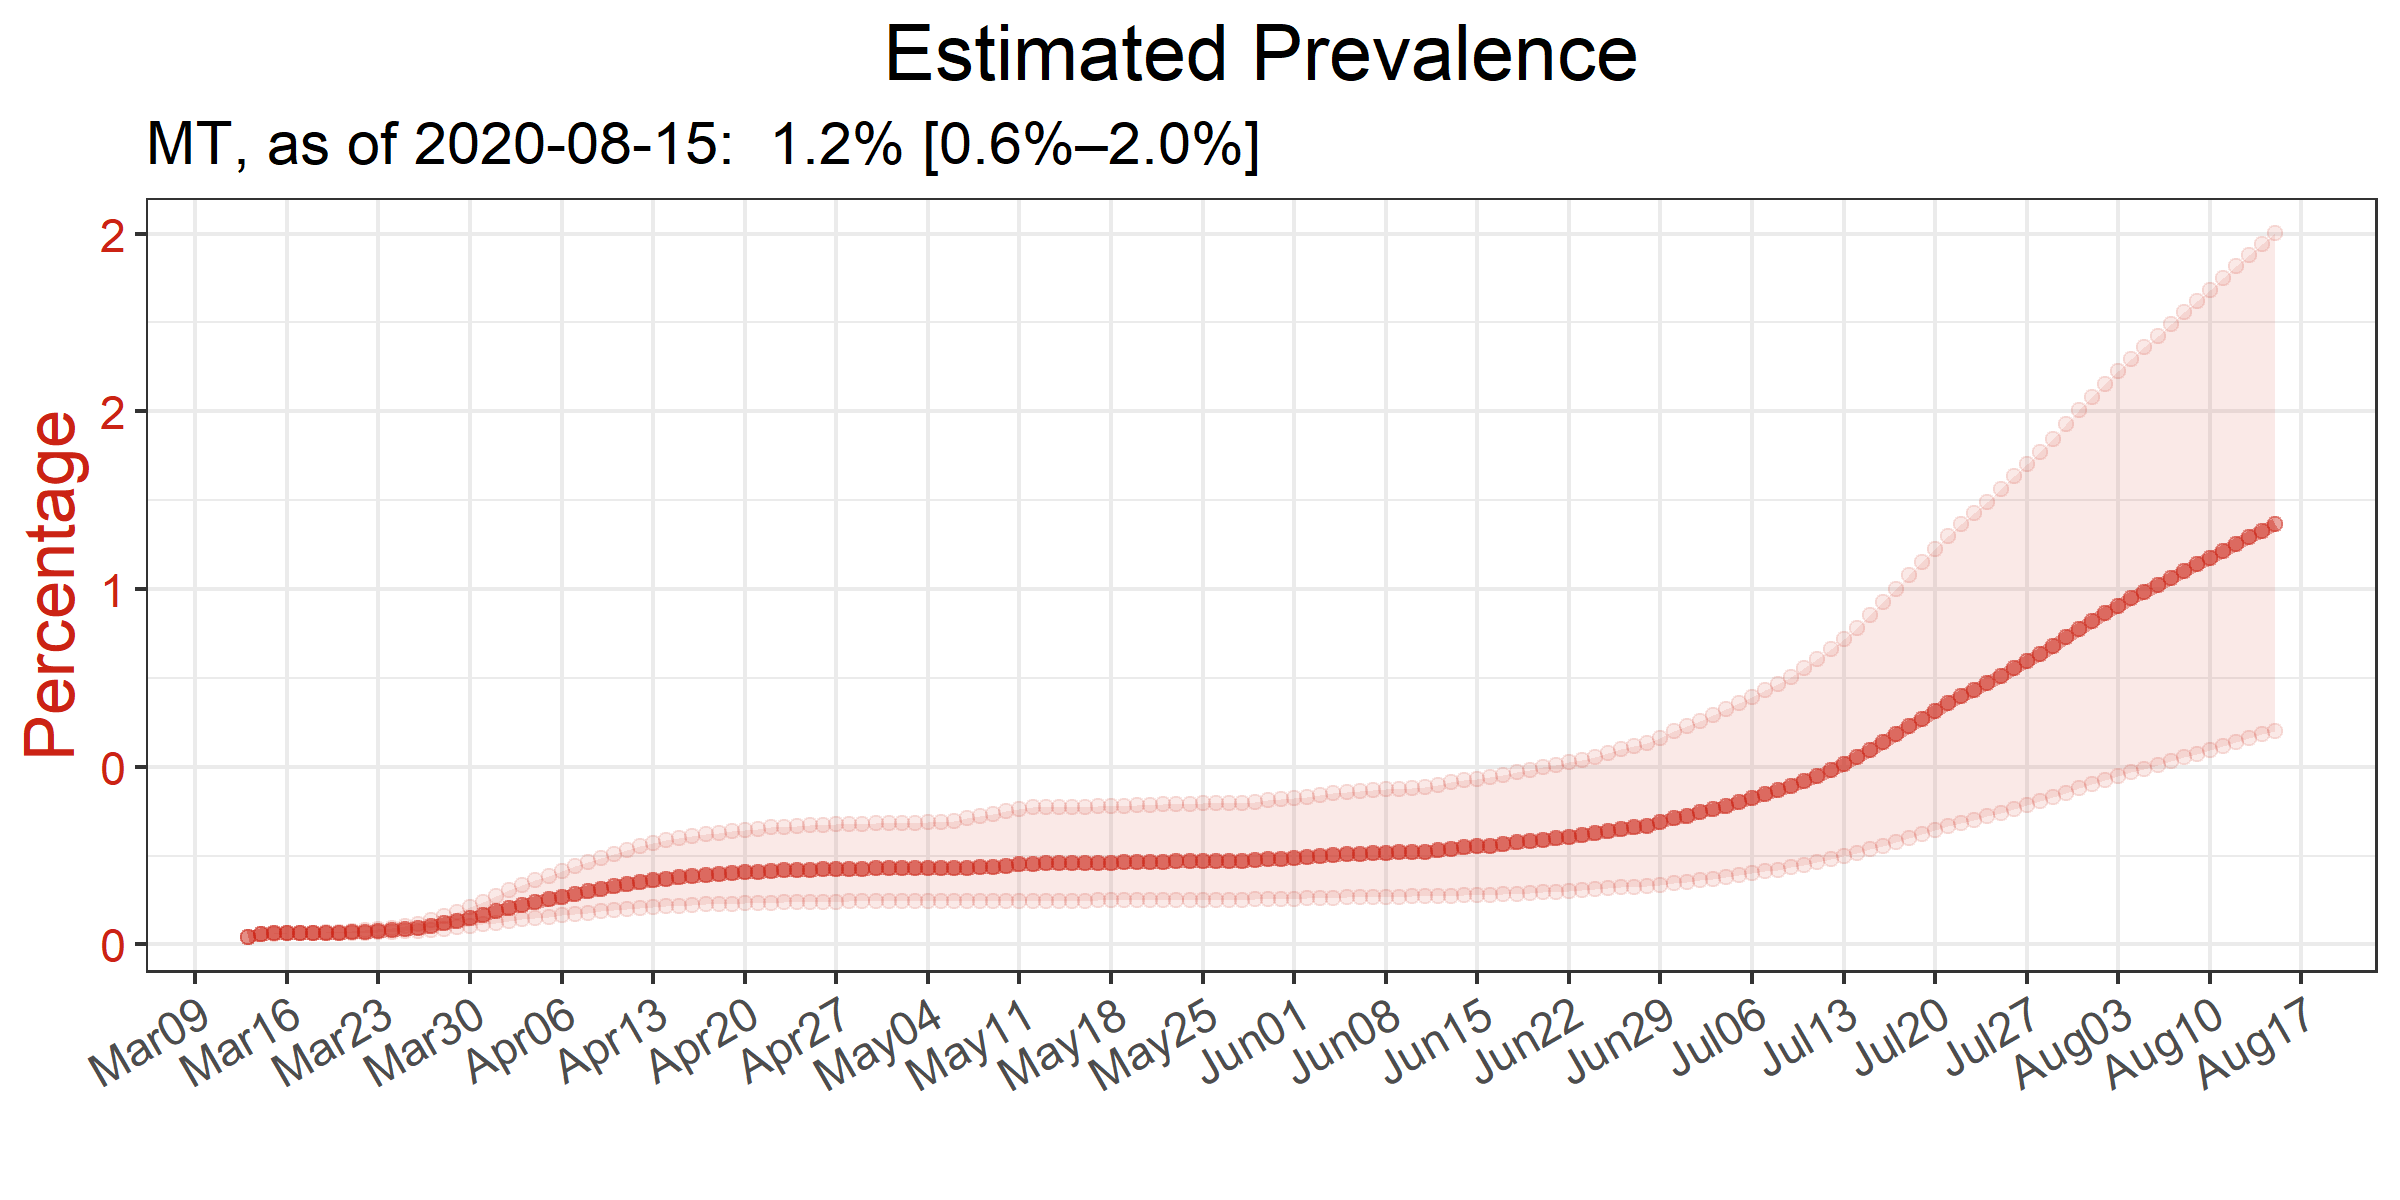 Estimated Prevalence
MT, as of 2020-08-15:  1.2% [0.6%–2.0%]
Percentage
2
2
1
0
0
Mar09
Mar16
Mar23
Mar30
Apr06
Apr13
Apr20
Apr27
May04
May11
May18
May25
Jun01
Jun08
Jun15
Jun22
Jun29
Jul06
Jul13
Jul20
Jul27
Aug03
Aug10
Aug17